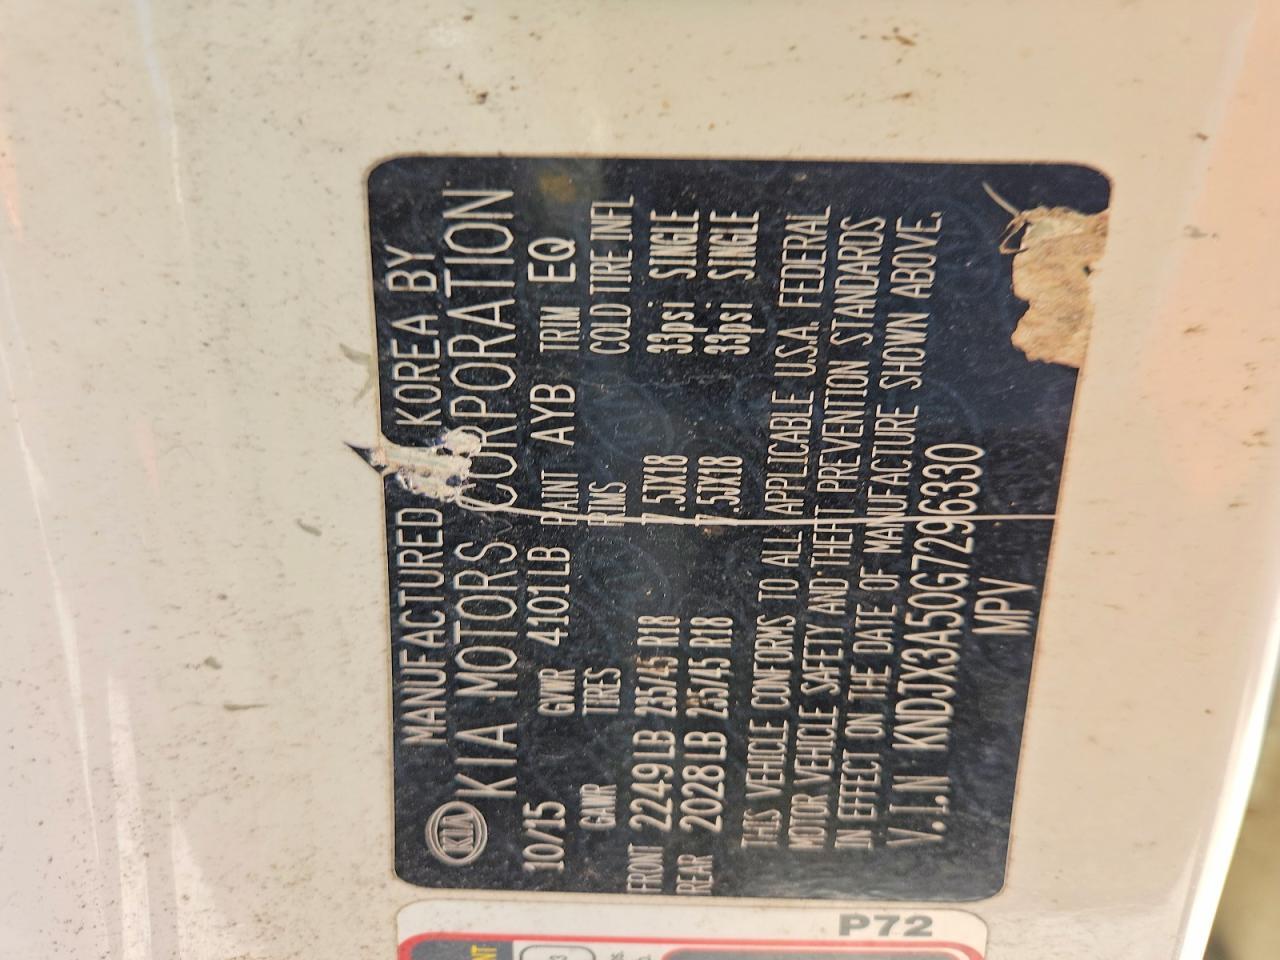 KIA
MANUFACTURED KOREA BY
KIA MOTORS CORPORATION
10/15 GVWR 4101LB PAINT AYB TRIM EQ
GAWR TIRES RIMS COLD TIRE INFL
FRONT 2249LB 235/45 R18 7.5JX18 33psi SINGLE
REAR 2028LB 235/45 R18 7.5JX18 33psi SINGLE
THIS VEHICLE CONFORMS TO ALL APPLICABLE U.S.A. FEDERAL
MOTOR VEHICLE SAFETY AND THEFT PREVENTION STANDARDS
IN EFFECT ON THE DATE OF MANUFACTURE SHOWN ABOVE.
V.I.N KNDJX3A50G7296330
MPV
P72